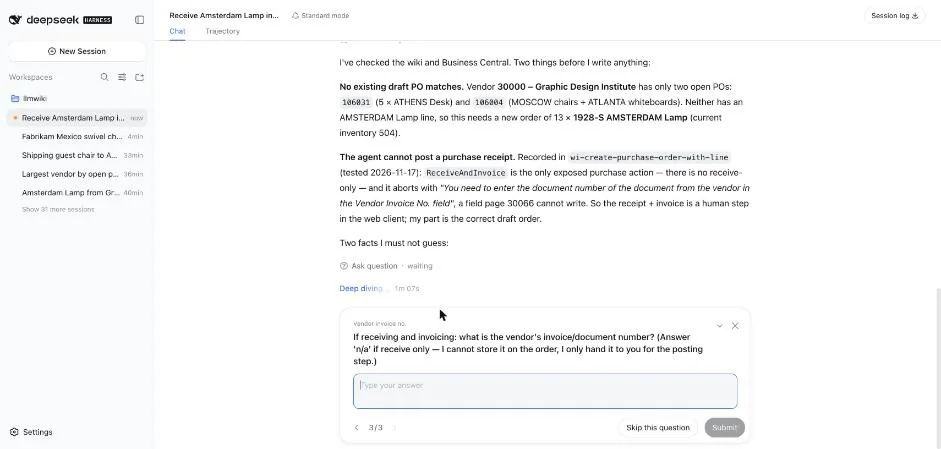 deepseek HARNESS
New Session
Workspaces
llmwiki
Receive Amsterdam Lamp i... now
Fabrikam Mexico swivel ch... 4min
Shipping guest chair to A... 33min
Largest vendor by open p... 36min
Amsterdam Lamp from Gr... 40min
Show 31 more sessions
Settings
Receive Amsterdam Lamp in... Standard mode
Session log
Chat Trajectory
I've checked the wiki and Business Central. Two things before I write anything:
No existing draft PO matches. Vendor 30000 – Graphic Design Institute has only two open POs:
106031 (5 × ATHENS Desk) and 106004 (MOSCOW chairs + ATLANTA whiteboards). Neither has an
AMSTERDAM Lamp line, so this needs a new order of 13 × 1928-S AMSTERDAM Lamp (current
inventory 504).
The agent cannot post a purchase receipt. Recorded in wi-create-purchase-order-with-line
(tested 2026-11-17): ReceiveAndInvoice is the only exposed purchase action — there is no receive-
only — and it aborts with "You need to enter the document number of the document from the vendor in
the Vendor Invoice No. field", a field page 30066 cannot write. So the receipt + invoice is a human step
in the web client; my part is the correct draft order.
Two facts I must not guess:
Ask question · waiting
Deep diving... 1m 07s
Vendor invoice no.
If receiving and invoicing: what is the vendor's invoice/document number? (Answer
'n/a' if receive only — I cannot store it on the order, I only hand it to you for the posting
step.)
Type your answer
3/3
Skip this question
Submit